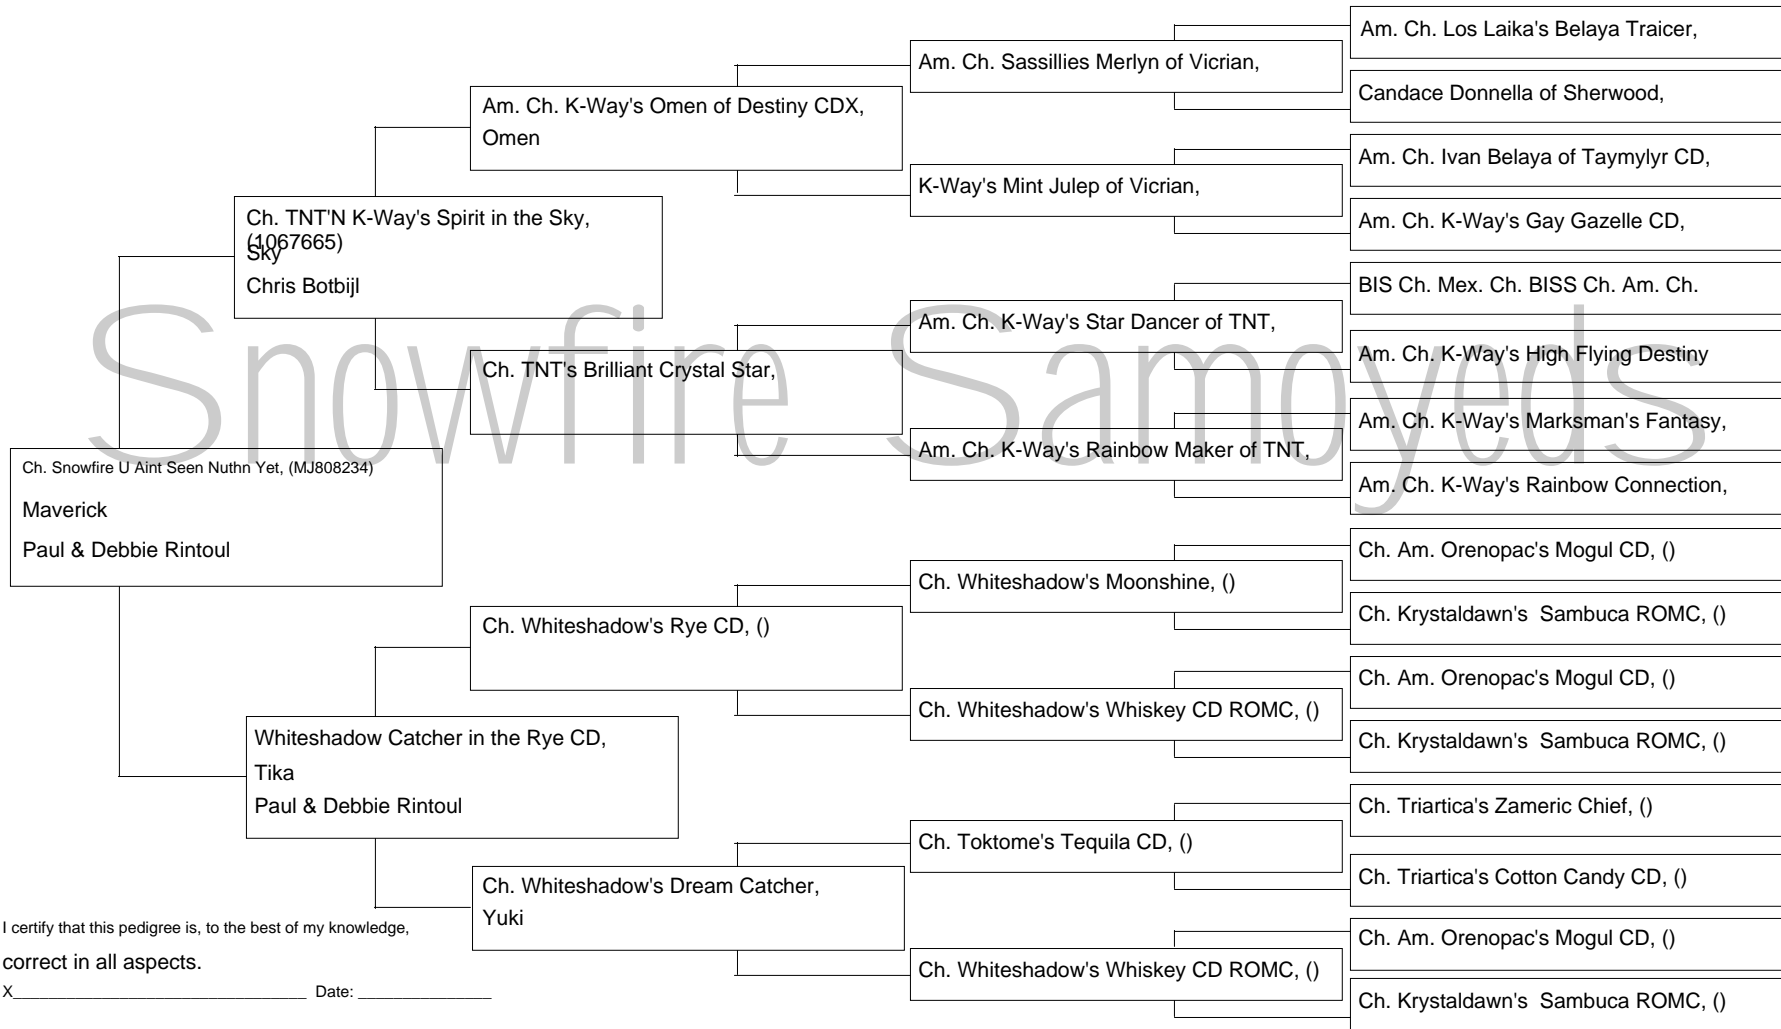 Snowfire Samoyeds
Ch. Snowfire U Aint Seen Nuthn Yet, (MJ808234)
Maverick
Paul & Debbie Rintoul
Ch. TNT'N K-Way's Spirit in the Sky,
(1067665)
Sky
Chris Botbijl
Whiteshadow Catcher in the Rye CD,
Tika
Paul & Debbie Rintoul
Am. Ch. K-Way's Omen of Destiny CDX,
Omen
Ch. TNT's Brilliant Crystal Star,
Ch. Whiteshadow's Rye CD, ()
Ch. Whiteshadow's Dream Catcher,
Yuki
Am. Ch. Sassillies Merlyn of Vicrian,
K-Way's Mint Julep of Vicrian,
Am. Ch. K-Way's Star Dancer of TNT,
Am. Ch. K-Way's Rainbow Maker of TNT,
Ch. Whiteshadow's Moonshine, ()
Ch. Whiteshadow's Whiskey CD ROMC, ()
Ch. Toktome's Tequila CD, ()
Ch. Whiteshadow's Whiskey CD ROMC, ()
Am. Ch. Los Laika's Belaya Traicer,
Candace Donnella of Sherwood,
Am. Ch. Ivan Belaya of Taymylyr CD,
Am. Ch. K-Way's Gay Gazelle CD,
BIS Ch. Mex. Ch. BISS Ch. Am. Ch.
Am. Ch. K-Way's High Flying Destiny
Am. Ch. K-Way's Marksman's Fantasy,
Am. Ch. K-Way's Rainbow Connection,
Ch. Am. Orenopac's Mogul CD, ()
Ch. Krystaldawn's  Sambuca ROMC, ()
Ch. Am. Orenopac's Mogul CD, ()
Ch. Krystaldawn's  Sambuca ROMC, ()
Ch. Triartica's Zameric Chief, ()
Ch. Triartica's Cotton Candy CD, ()
Ch. Am. Orenopac's Mogul CD, ()
Ch. Krystaldawn's  Sambuca ROMC, ()
I certify that this pedigree is, to the best of my knowledge,
correct in all aspects.
X_________________________________ Date: _______________